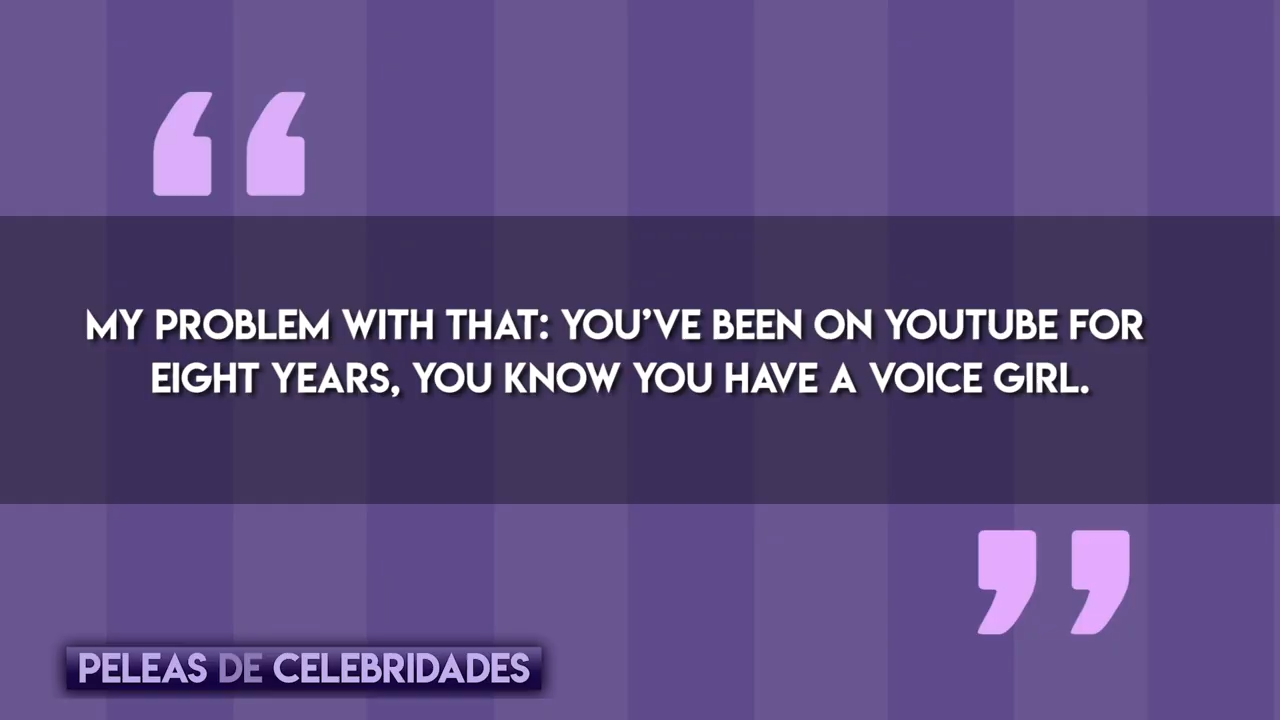 MY PROBLEM WITH THAT: YOU’VE BEEN ON YOUTUBE FOR
EIGHT YEARS, YOU KNOW YOU HAVE A VOICE GIRL.
PELEAS DE CELEBRIDADES